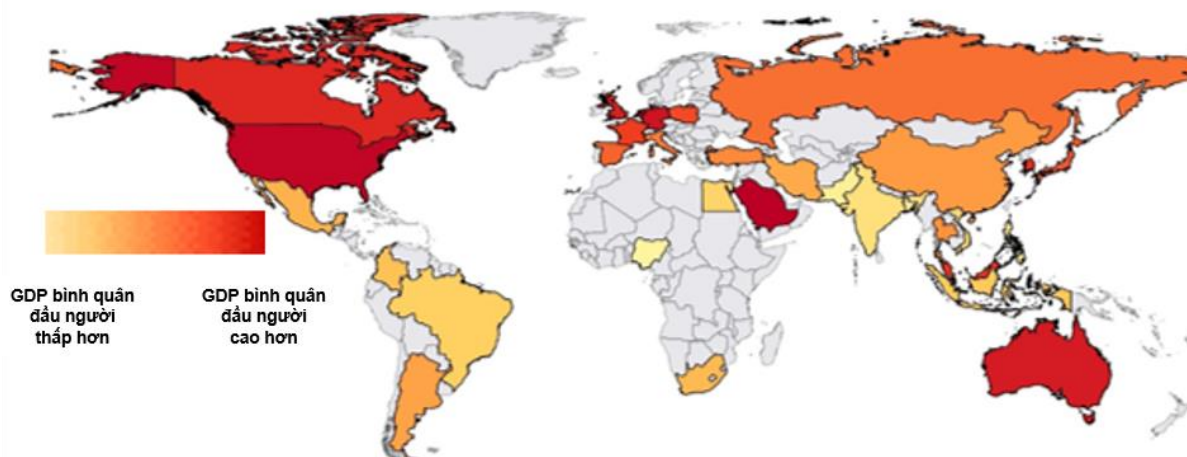 GDP bình quân
đầu người
thấp hơn
GDP bình quân
đầu người
cao hơn